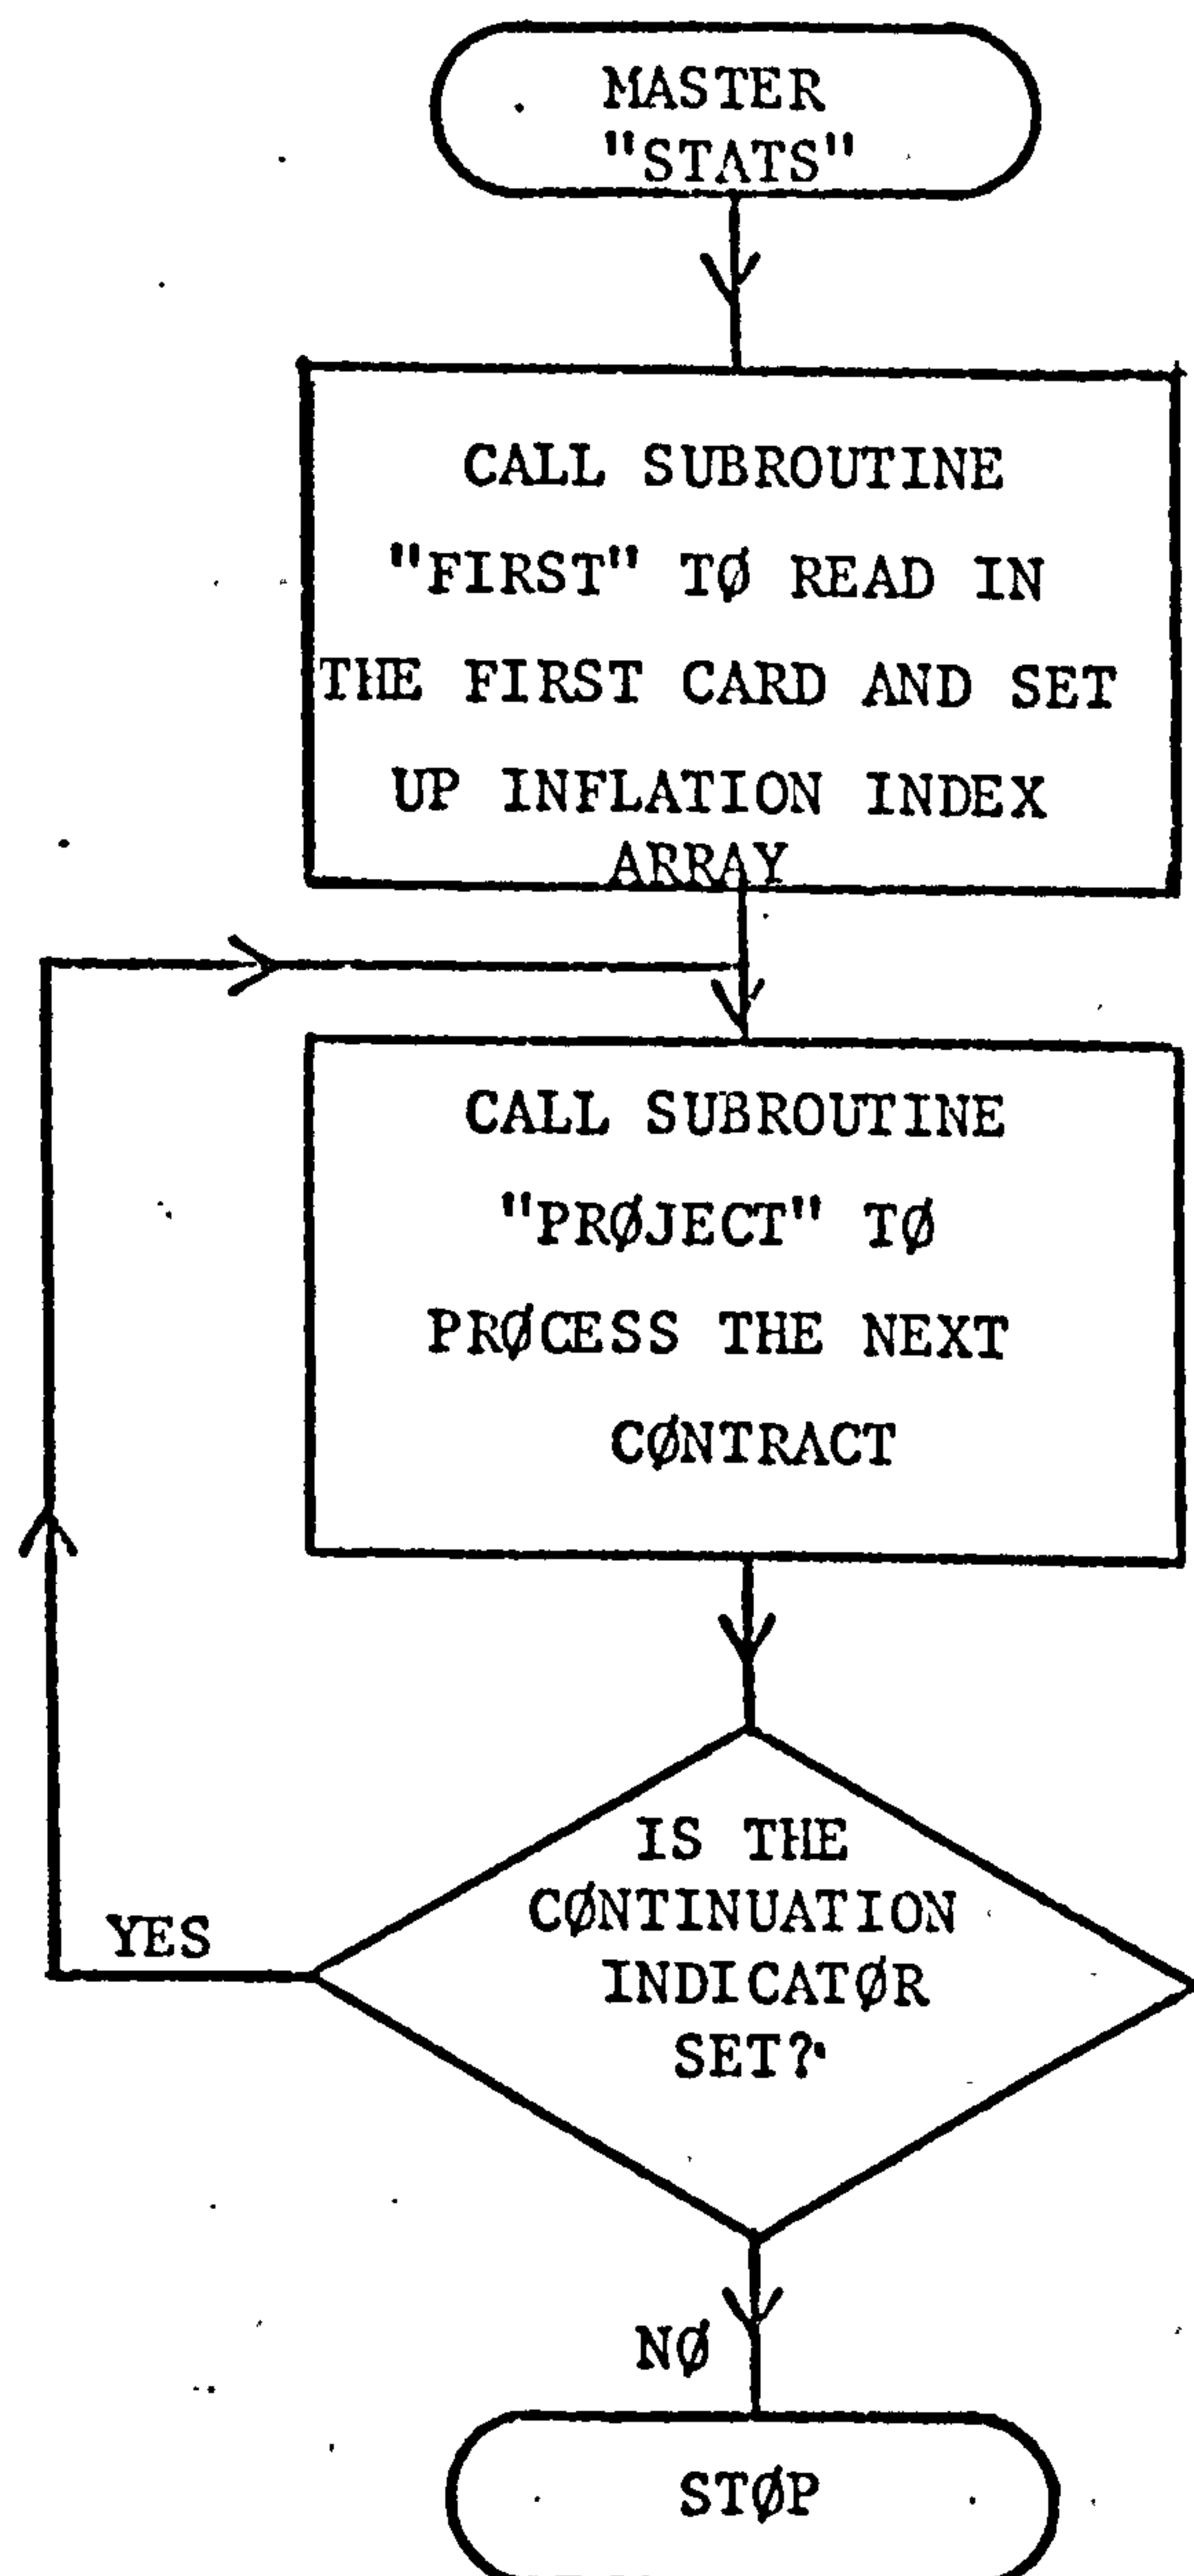 MASTER
"STATS"
CALL SUBROUTINE
"FIRST" TØ READ IN
THE FIRST CARD AND SET
UP INFLATION INDEX
ARRAY
CALL SUBROUTINE
"PRØJECT" TØ
PRØCESS THE NEXT
CØNTRACT
IS THE
CØNTINUATION
INDICATØR
SET?
YES
NØ
STØP